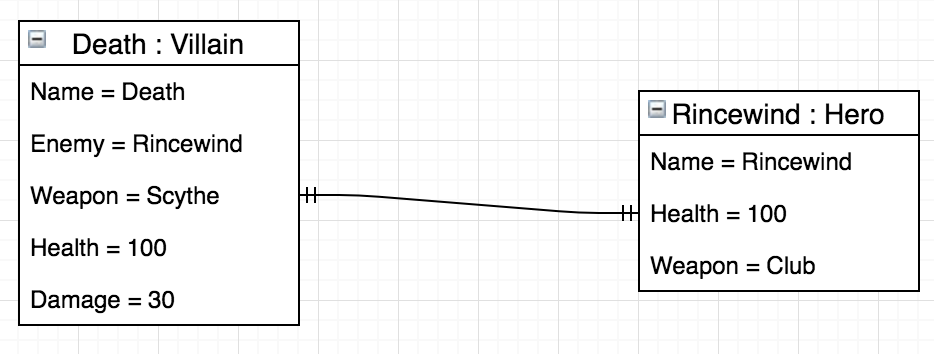 Death : Villain
Name = Death
Enemy = Rincewind
Weapon = Scythe
Health = 100
Damage = 30
Rincewind : Hero
Name = Rincewind
Health = 100
Weapon = Club